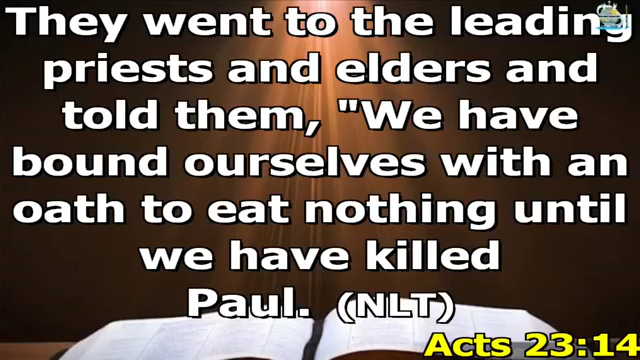 They went to the leading
priests and elders and
told them, "We have
bound ourselves with an
oath to eat nothing until
we have killed
Paul. (NLT)
Acts 23:14